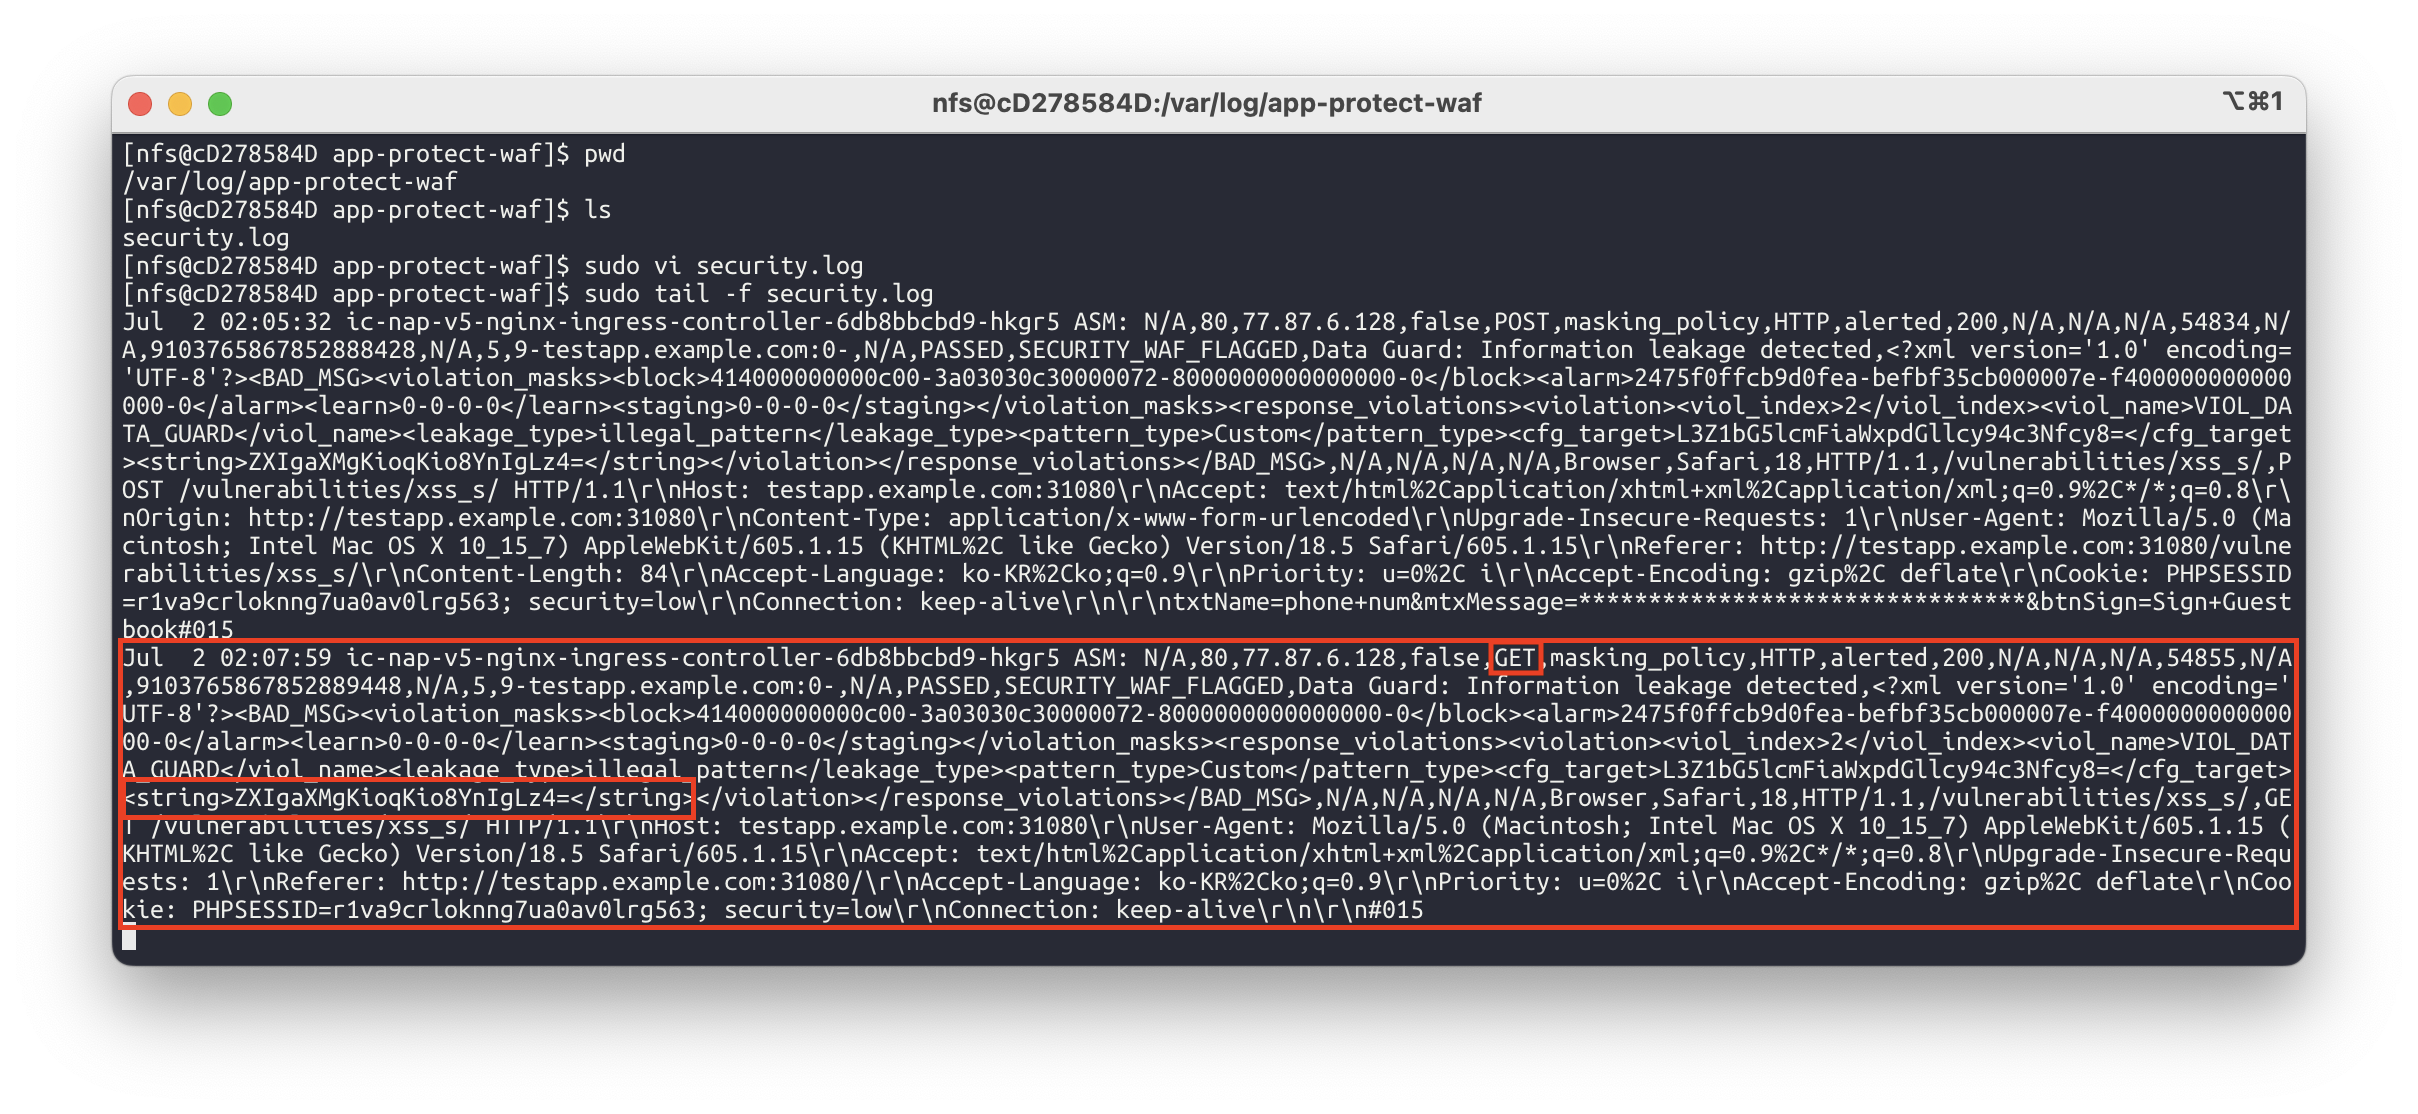 nfs@cD278584D:/var/log/app-protect-waf
⌥⌘1
[nfs@cD278584D app-protect-waf]$ pwd
/var/log/app-protect-waf
[nfs@cD278584D app-protect-waf]$ ls
security.log
[nfs@cD278584D app-protect-waf]$ sudo vi security.log
[nfs@cD278584D app-protect-waf]$ sudo tail -f security.log
Jul  2 02:05:32 ic-nap-v5-nginx-ingress-controller-6db8bbcbd9-hkgr5 ASM: N/A,80,77.87.6.128,false,POST,masking_policy,HTTP,alerted,200,N/A,N/A,N/A,54834,N/
A,9103765867852888428,N/A,5,9-testapp.example.com:0-,N/A,PASSED,SECURITY_WAF_FLAGGED,Data Guard: Information leakage detected,<?xml version='1.0' encoding=
'UTF-8'?><BAD_MSG><violation_masks><block>414000000000c00-3a03030c30000072-8000000000000000-0</block><alarm>2475f0ffcb9d0fea-befbf35cb000007e-f400000000000
000-0</alarm><learn>0-0-0-0</learn><staging>0-0-0-0</staging></violation_masks><response_violations><violation><viol_index>2</viol_index><viol_name>VIOL_DA
TA_GUARD</viol_name><leakage_type>illegal_pattern</leakage_type><pattern_type>Custom</pattern_type><cfg_target>L3Z1bG5lcmFiaWxpdGllcy94c3Nfcy8=</cfg_target
><string>ZXIgaXMgKioqKio8YnIgLz4=</string></violation></response_violations></BAD_MSG>,N/A,N/A,N/A,N/A,Browser,Safari,18,HTTP/1.1,/vulnerabilities/xss_s/,P
OST /vulnerabilities/xss_s/ HTTP/1.1\r\nHost: testapp.example.com:31080\r\nAccept: text/html%2Capplication/xhtml+xml%2Capplication/xml;q=0.9%2C*/*;q=0.8\r\
nOrigin: http://testapp.example.com:31080\r\nContent-Type: application/x-www-form-urlencoded\r\nUpgrade-Insecure-Requests: 1\r\nUser-Agent: Mozilla/5.0 (Ma
cintosh; Intel Mac OS X 10_15_7) AppleWebKit/605.1.15 (KHTML%2C like Gecko) Version/18.5 Safari/605.1.15\r\nReferer: http://testapp.example.com:31080/vulne
rabilities/xss_s/\r\nContent-Length: 84\r\nAccept-Language: ko-KR%2Cko;q=0.9\r\nPriority: u=0%2C i\r\nAccept-Encoding: gzip%2C deflate\r\nCookie: PHPSESSID
=r1va9crloknng7ua0av0lrg563; security=low\r\nConnection: keep-alive\r\n\r\ntxtName=phone+num&mtxMessage=********************************&btnSign=Sign+Guest
book#015
Jul  2 02:07:59 ic-nap-v5-nginx-ingress-controller-6db8bbcbd9-hkgr5 ASM: N/A,80,77.87.6.128,false,GET,masking_policy,HTTP,alerted,200,N/A,N/A,N/A,54855,N/A
,9103765867852889448,N/A,5,9-testapp.example.com:0-,N/A,PASSED,SECURITY_WAF_FLAGGED,Data Guard: Information leakage detected,<?xml version='1.0' encoding='
UTF-8'?><BAD_MSG><violation_masks><block>414000000000c00-3a03030c30000072-8000000000000000-0</block><alarm>2475f0ffcb9d0fea-befbf35cb000007e-f4000000000000
00-0</alarm><learn>0-0-0-0</learn><staging>0-0-0-0</staging></violation_masks><response_violations><violation><viol_index>2</viol_index><viol_name>VIOL_DAT
A_GUARD</viol_name><leakage_type>illegal_pattern</leakage_type><pattern_type>Custom</pattern_type><cfg_target>L3Z1bG5lcmFiaWxpdGllcy94c3Nfcy8=</cfg_target>
<string>ZXIgaXMgKioqKio8YnIgLz4=</string></violation></response_violations></BAD_MSG>,N/A,N/A,N/A,N/A,Browser,Safari,18,HTTP/1.1,/vulnerabilities/xss_s/,GE
T /vulnerabilities/xss_s/ HTTP/1.1\r\nHost: testapp.example.com:31080\r\nUser-Agent: Mozilla/5.0 (Macintosh; Intel Mac OS X 10_15_7) AppleWebKit/605.1.15 (
KHTML%2C like Gecko) Version/18.5 Safari/605.1.15\r\nAccept: text/html%2Capplication/xhtml+xml%2Capplication/xml;q=0.9%2C*/*;q=0.8\r\nUpgrade-Insecure-Requ
ests: 1\r\nReferer: http://testapp.example.com:31080/\r\nAccept-Language: ko-KR%2Cko;q=0.9\r\nPriority: u=0%2C i\r\nAccept-Encoding: gzip%2C deflate\r\nCoo
kie: PHPSESSID=r1va9crloknng7ua0av0lrg563; security=low\r\nConnection: keep-alive\r\n\r\n#015